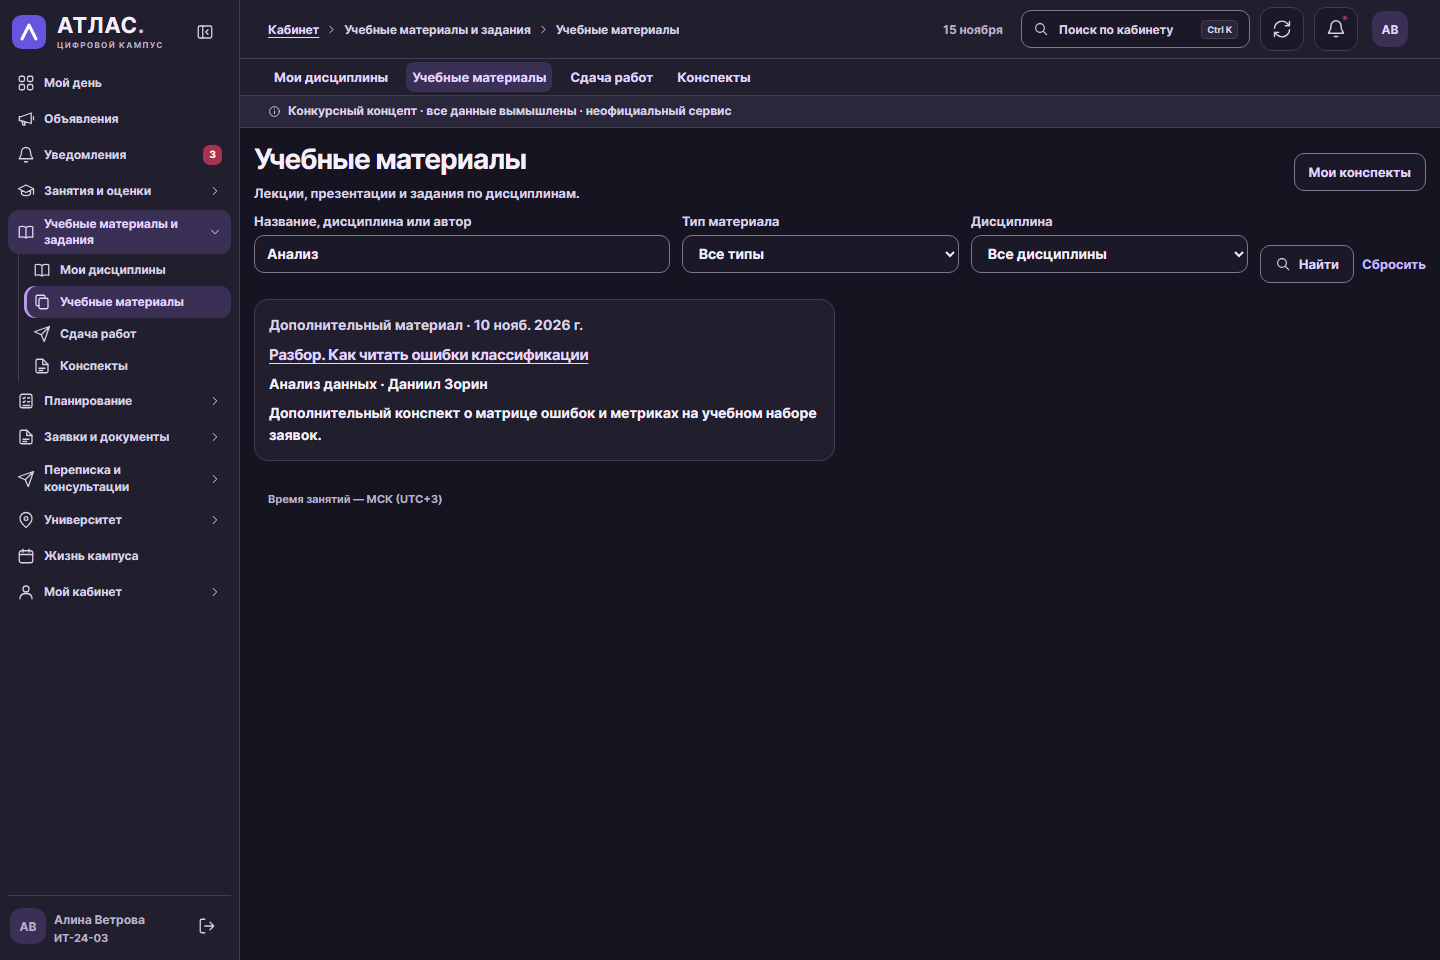 АТЛАС.
ЦИФРОВОЙ КАМПУС
Мой день
Объявления
Уведомления
3
Занятия и оценки
Учебные материалы и
задания
Мои дисциплины
Учебные материалы
Сдача работ
Конспекты
Планирование
Заявки и документы
Переписка и
консультации
Университет
Жизнь кампуса
Мой кабинет
АВ
Алина Ветрова
ИТ-24-03
Кабинет
Учебные материалы и задания
Учебные материалы
15 ноября
Поиск по кабинету
Ctrl K
АВ
Мои дисциплины
Учебные материалы
Сдача работ
Конспекты
Конкурсный концепт · все данные вымышлены · неофициальный сервис
Учебные материалы
Лекции, презентации и задания по дисциплинам.
Мои конспекты
Название, дисциплина или автор
Анализ
Тип материала
Все типы
Дисциплина
Все дисциплины
Найти
Сбросить
Дополнительный материал · 10 нояб. 2026 г.
Разбор. Как читать ошибки классификации
Анализ данных · Даниил Зорин
Дополнительный конспект о матрице ошибок и метриках на учебном наборе
заявок.
Время занятий — МСК (UTC+3)